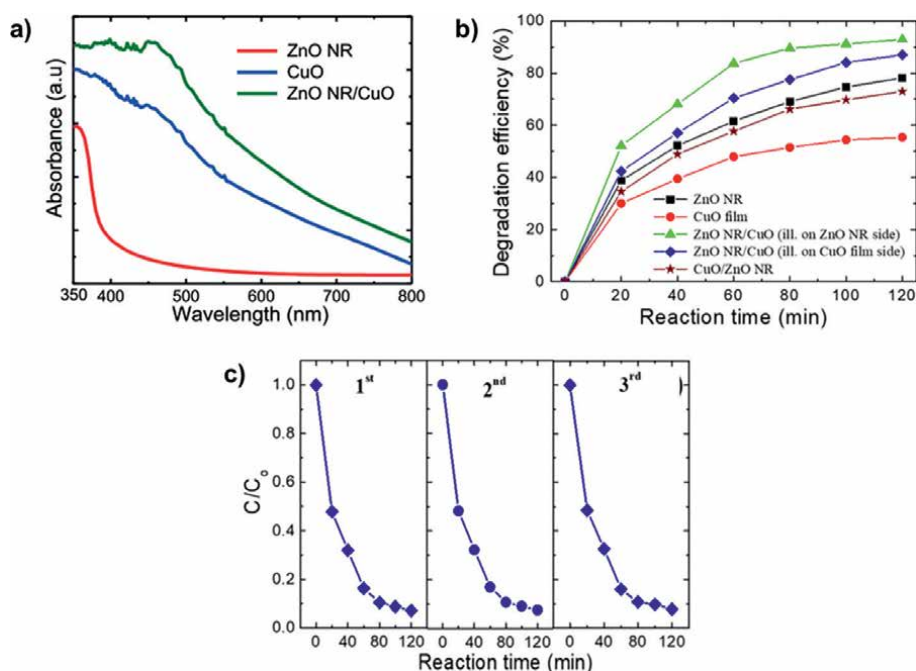 a)
Absorbance (a.u)
ZnO NR
CuO
ZnO NR/CuO
350 400 500 600 700 800
Wavelength (nm)
b)
Degradation efficiency (%)
100
80
60
40
20
0
ZnO NR
CuO film
ZnO NR/CuO (ill. on ZnO NR side)
ZnO NR/CuO (ill. on CuO film side)
CuO/ZnO NR
0 20 40 60 80 100 120
Reaction time (min)
c)
C/Co
1.0
0.8
0.6
0.4
0.2
0.0
1st 2nd 3rd )
0 40 80 120 0 40 80 120 0 40 80 120
Reaction time (min)